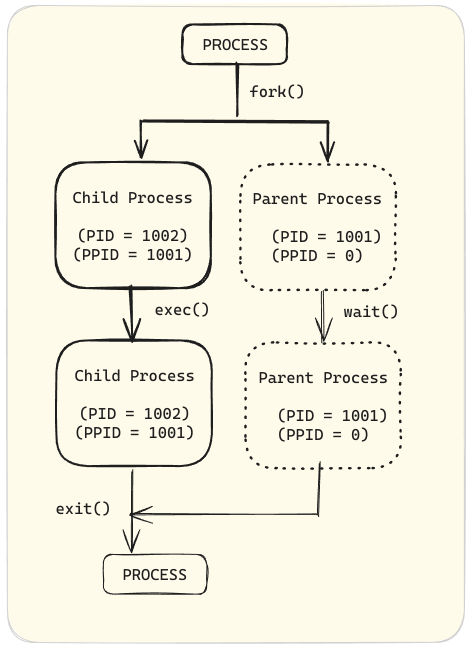 PROCESS
fork()
Child Process
(PID = 1002)
(PPID = 1001)
Parent Process
(PID = 1001)
(PPID = 0)
exec()
wait()
Child Process
(PID = 1002)
(PPID = 1001)
Parent Process
(PID = 1001)
(PPID = 0)
exit()
PROCESS